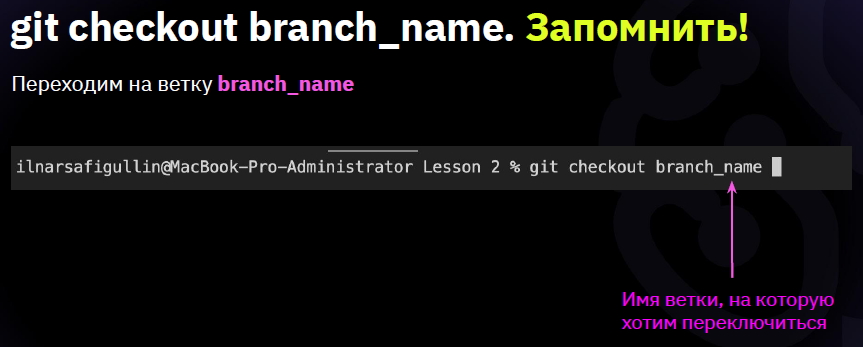 git checkout branch_name. Запомнить!
Переходим на ветку branch_name
ilnarsafigullin@MacBook-Pro-Administrator Lesson 2 % git checkout branch_name
Имя ветки, на которую
хотим переключиться